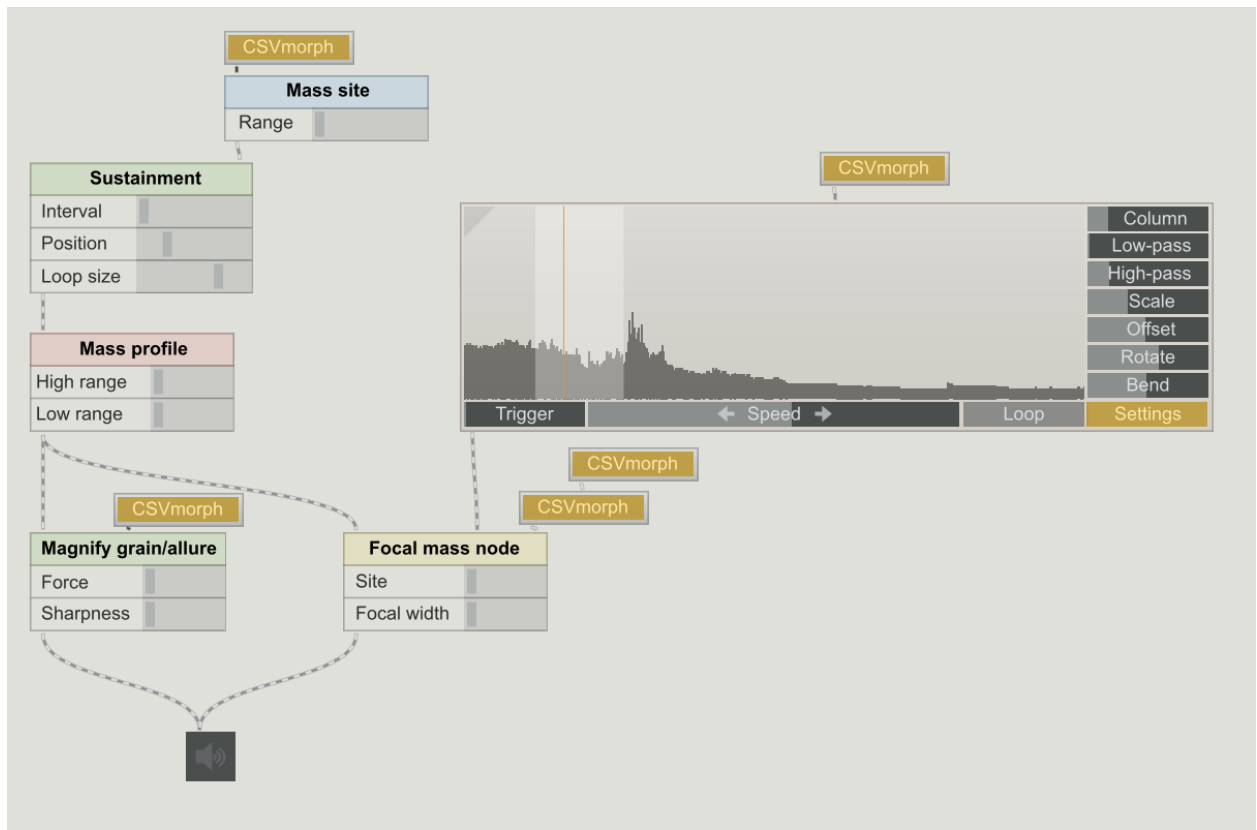 CSVmorph
Mass site
Range
Sustainment
Interval
Position
Loop size
Mass profile
High range
Low range
CSVmorph
Magnify grain/allure
Force
Sharpness
CSVmorph
Column
Low-pass
High-pass
Scale
Offset
Rotate
Bend
Trigger
Speed
Loop
Settings
CSVmorph
CSVmorph
Focal mass node
Site
Focal width